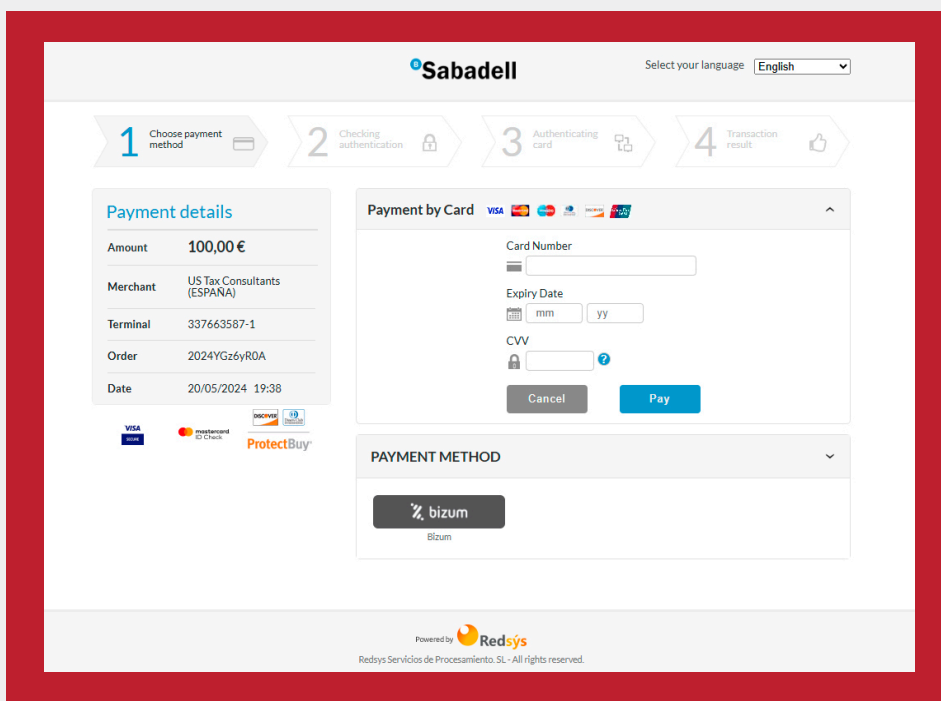 Sabadell
Select your language English
1 Choose payment method
2 Checking authentication
3 Authenticating card
4 Transaction result
Payment details
Amount 100,00 €
Merchant US Tax Consultants
(ESPAÑA)
Terminal 337663587-1
Order 2024YGz6yR0A
Date 20/05/2024 19:38
VISA
SECURE
mastercard
ID Check
DISCOVER
ProtectBuy
Payment by Card VISA
Card Number
Expiry Date
mm yy
CVV
?
Cancel Pay
PAYMENT METHOD
bizum
Bizum
Powered by Redsýs
Redsys Servicios de Procesamiento. SL - All rights reserved.